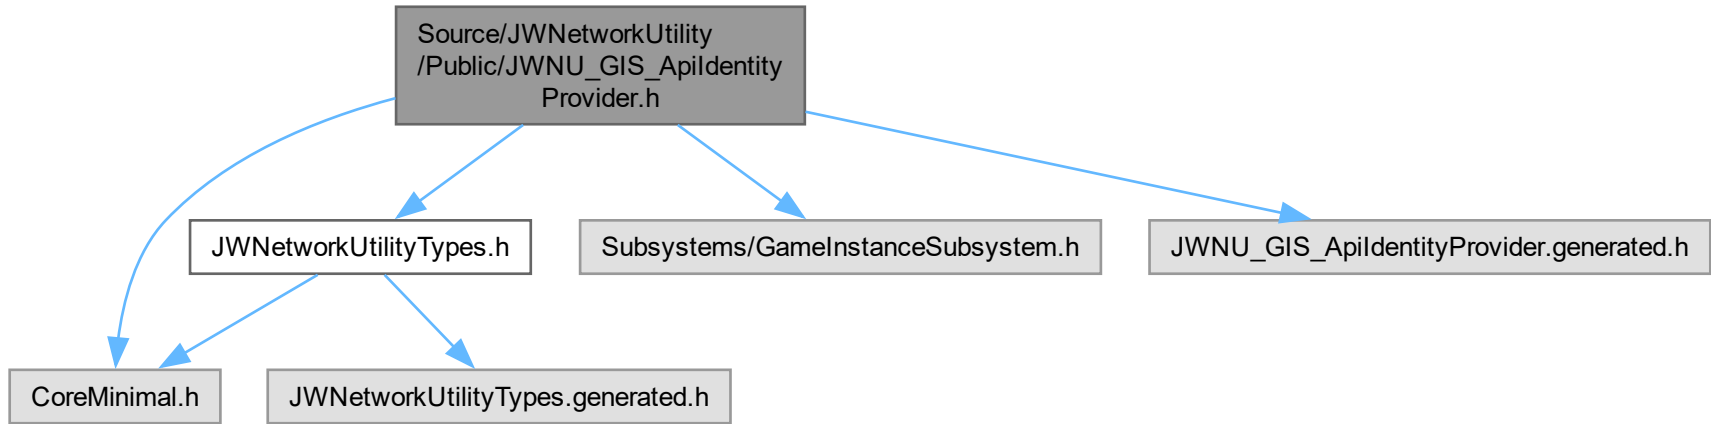 Source/JWNetworkUtility
/Public/JWNU_GIS_ApiIdentity
Provider.h
JWNetworkUtilityTypes.h
Subsystems/GameInstanceSubsystem.h
JWNU_GIS_ApiIdentityProvider.generated.h
CoreMinimal.h
JWNetworkUtilityTypes.generated.h